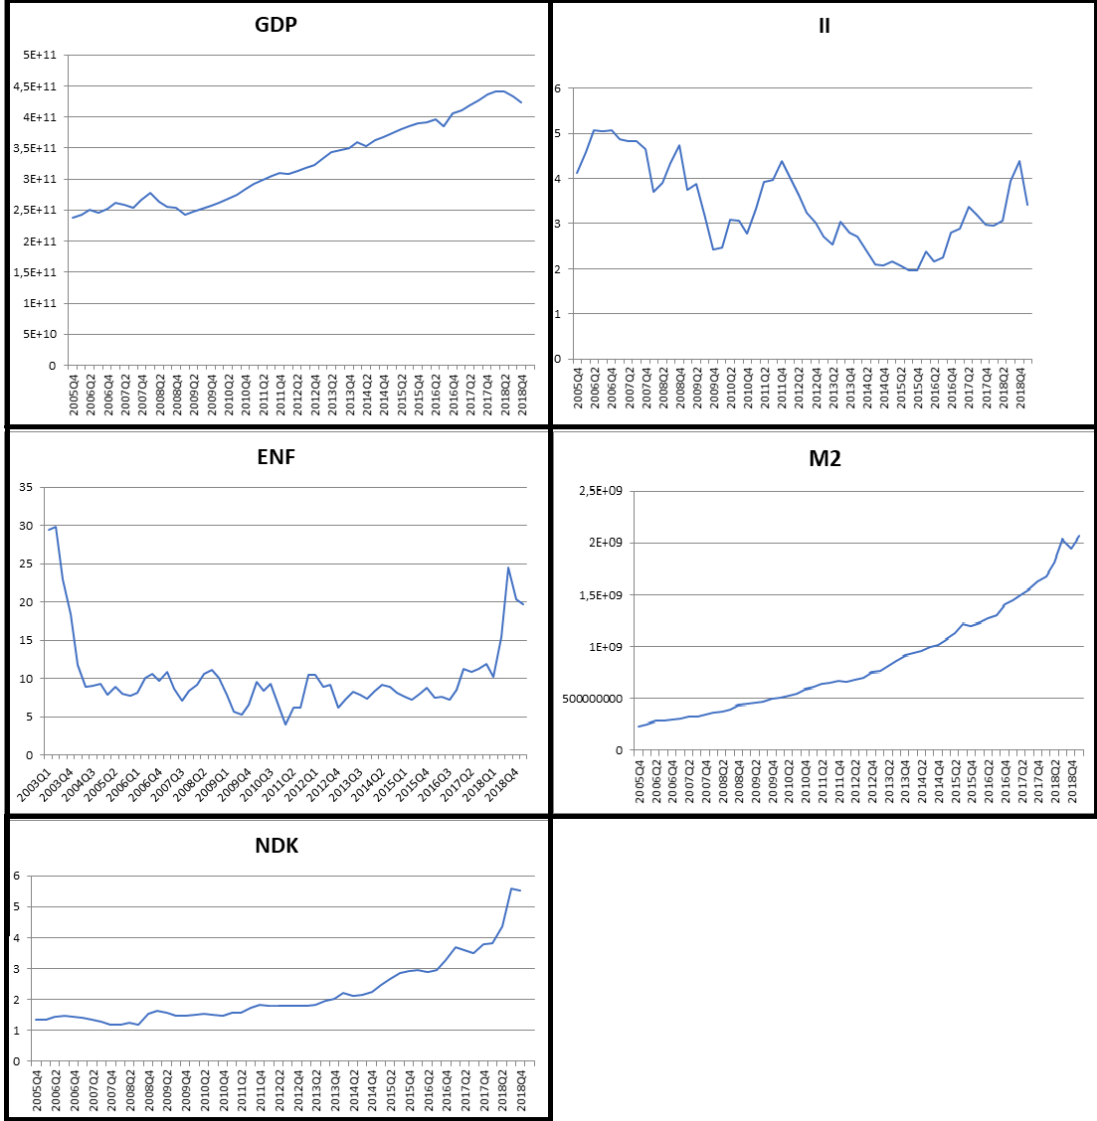 GDP
5E+11
4,5E+11
4E+11
3,5E+11
3E+11
2,5E+11
2E+11
1,5E+11
1E+11
5E+10
0
2005Q4
2006Q2
2006Q4
2007Q2
2007Q4
2008Q2
2008Q4
2009Q2
2009Q4
2010Q2
2010Q4
2011Q2
2011Q4
2012Q2
2012Q4
2013Q2
2013Q4
2014Q2
2014Q4
2015Q2
2015Q4
2016Q2
2016Q4
2017Q2
2017Q4
2018Q2
2018Q4
II
6
5
4
3
2
1
0
2005Q4
2006Q2
2006Q4
2007Q2
2007Q4
2008Q2
2008Q4
2009Q2
2009Q4
2010Q2
2010Q4
2011Q2
2011Q4
2012Q2
2012Q4
2013Q2
2013Q4
2014Q2
2014Q4
2015Q2
2015Q4
2016Q2
2016Q4
2017Q2
2017Q4
2018Q2
2018Q4
ENF
35
30
25
20
15
10
5
0
2003Q1
2003Q4
2004Q3
2005Q2
2006Q1
2006Q4
2007Q3
2008Q2
2009Q1
2009Q4
2010Q3
2011Q2
2012Q1
2012Q4
2013Q3
2014Q2
2015Q1
2015Q4
2016Q3
2017Q2
2018Q1
2018Q4
M2
2,5E+09
2E+09
1,5E+09
1E+09
500000000
0
2005Q4
2006Q2
2006Q4
2007Q2
2007Q4
2008Q2
2008Q4
2009Q2
2009Q4
2010Q2
2010Q4
2011Q2
2011Q4
2012Q2
2012Q4
2013Q2
2013Q4
2014Q2
2014Q4
2015Q2
2015Q4
2016Q2
2016Q4
2017Q2
2017Q4
2018Q2
2018Q4
NDK
6
5
4
3
2
1
0
2005Q4
2006Q2
2006Q4
2007Q2
2007Q4
2008Q2
2008Q4
2009Q2
2009Q4
2010Q2
2010Q4
2011Q2
2011Q4
2012Q2
2012Q4
2013Q2
2013Q4
2014Q2
2014Q4
2015Q2
2015Q4
2016Q2
2016Q4
2017Q2
2017Q4
2018Q2
2018Q4